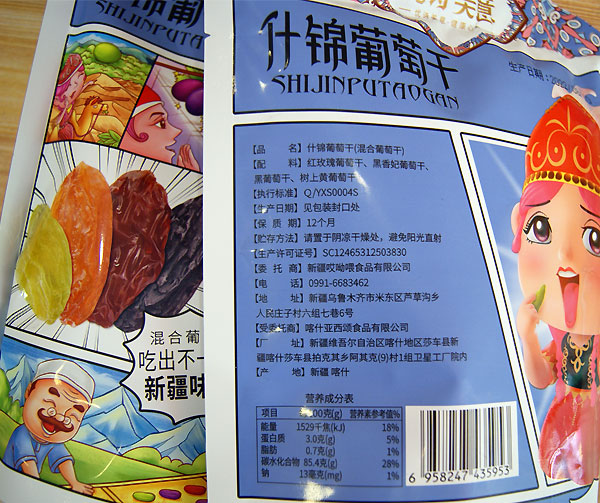 什锦葡萄干
SHIJINPUTAOGAN
生产日期：
【品 名】什锦葡萄干(混合葡萄干)
【配 料】红玫瑰葡萄干、黑香妃葡萄干、
黑葡萄干、树上黄葡萄干
【执行标准】Q/YXS0004S
【生产日期】见包装封口处
【保 质 期】12个月
【贮存方法】请置于阴凉干燥处，避免阳光直射
【生产许可证号】SC12465312503830
【委 托 商】新疆哎呦喂食品有限公司
【电 话】0991-6683462
【地 址】新疆乌鲁木齐市米东区芦草沟乡
人民庄子村六组七巷6号
【受委托商】喀什亚西颂食品有限公司
【厂 址】新疆维吾尔自治区喀什地区莎车县新
疆喀什莎车县拍克其乡阿其克(9)村1组卫星工厂院内
【产 地】新疆 喀什
营养成分表
项目 100克(g) 营养素参考值%
能量 1529千焦(kJ) 18%
蛋白质 3.0克(g) 5%
脂肪 0.7克(g) 1%
碳水化合物 85.4克(g) 28%
钠 13毫克(mg) 1%
6 958247 435953
锦葡萄
SHIJINPUTAO
混合葡
吃出不一
新疆味